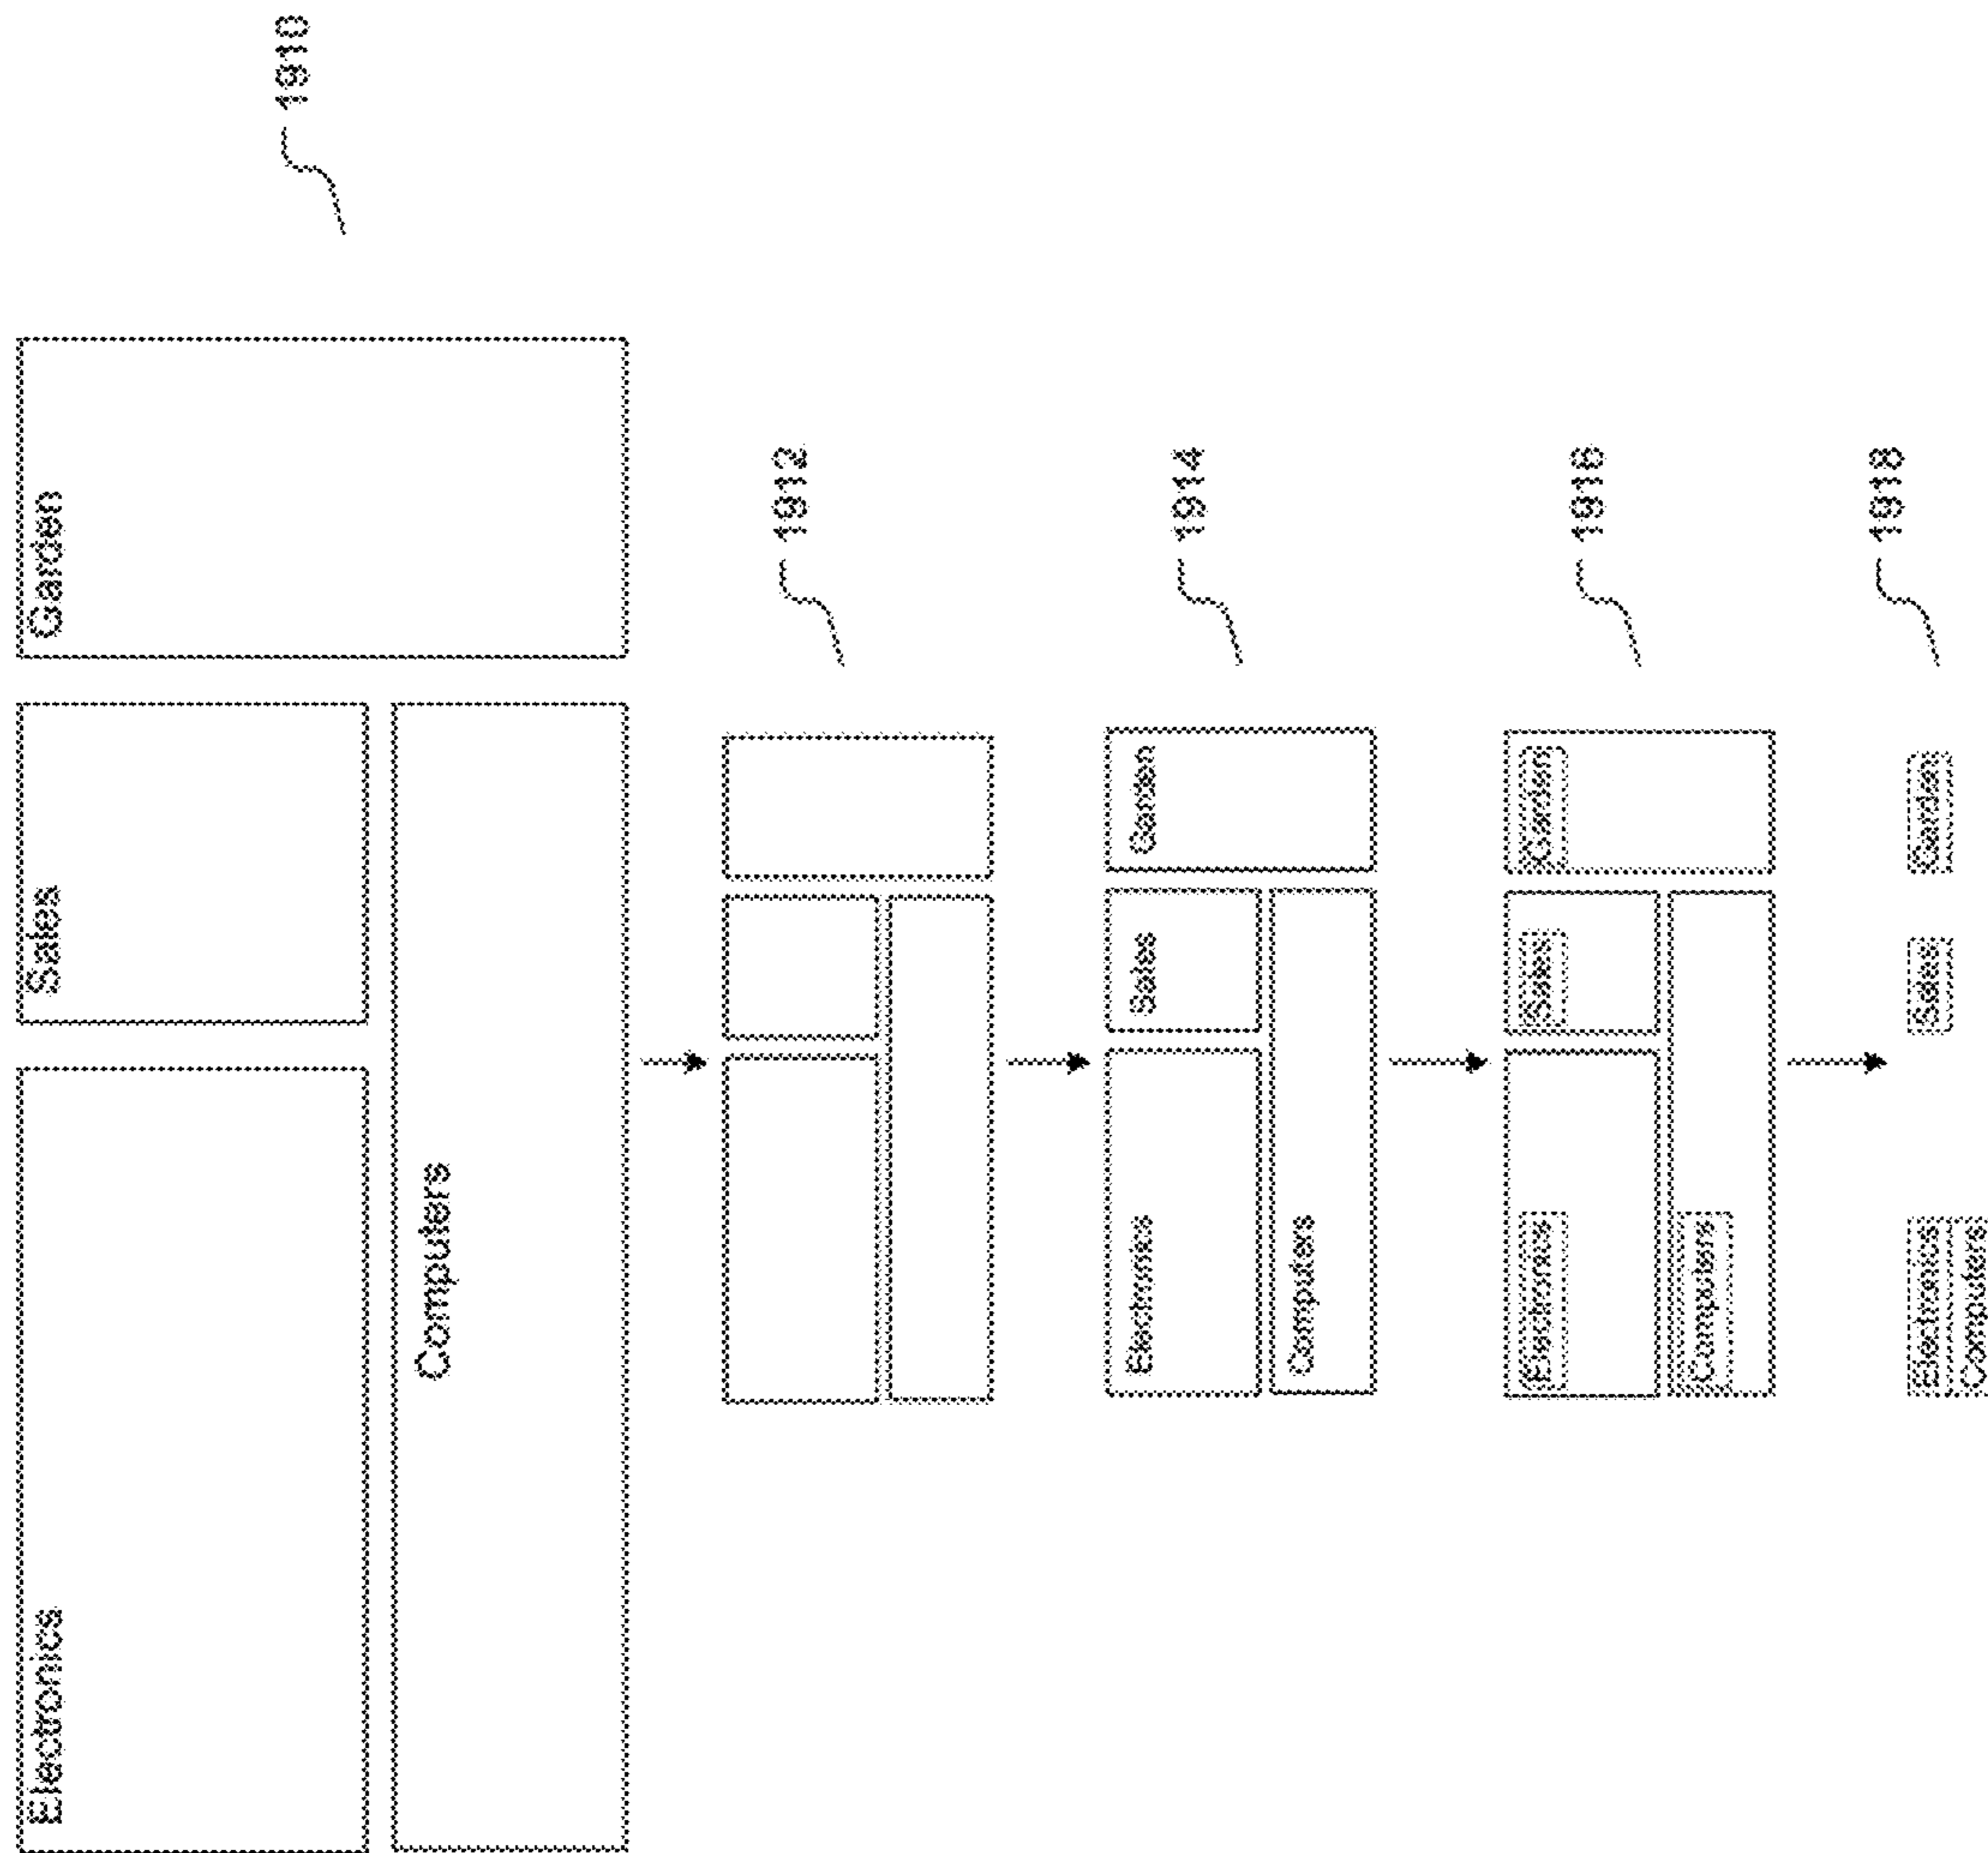 Electronics
Sales
Garden
1910
Computers
1912
Electronics
Sales
Garden
1914
Computers
Electronics
Sales
Garden
1916
Computers
Electronics
Sales
Garden
1918
Computers